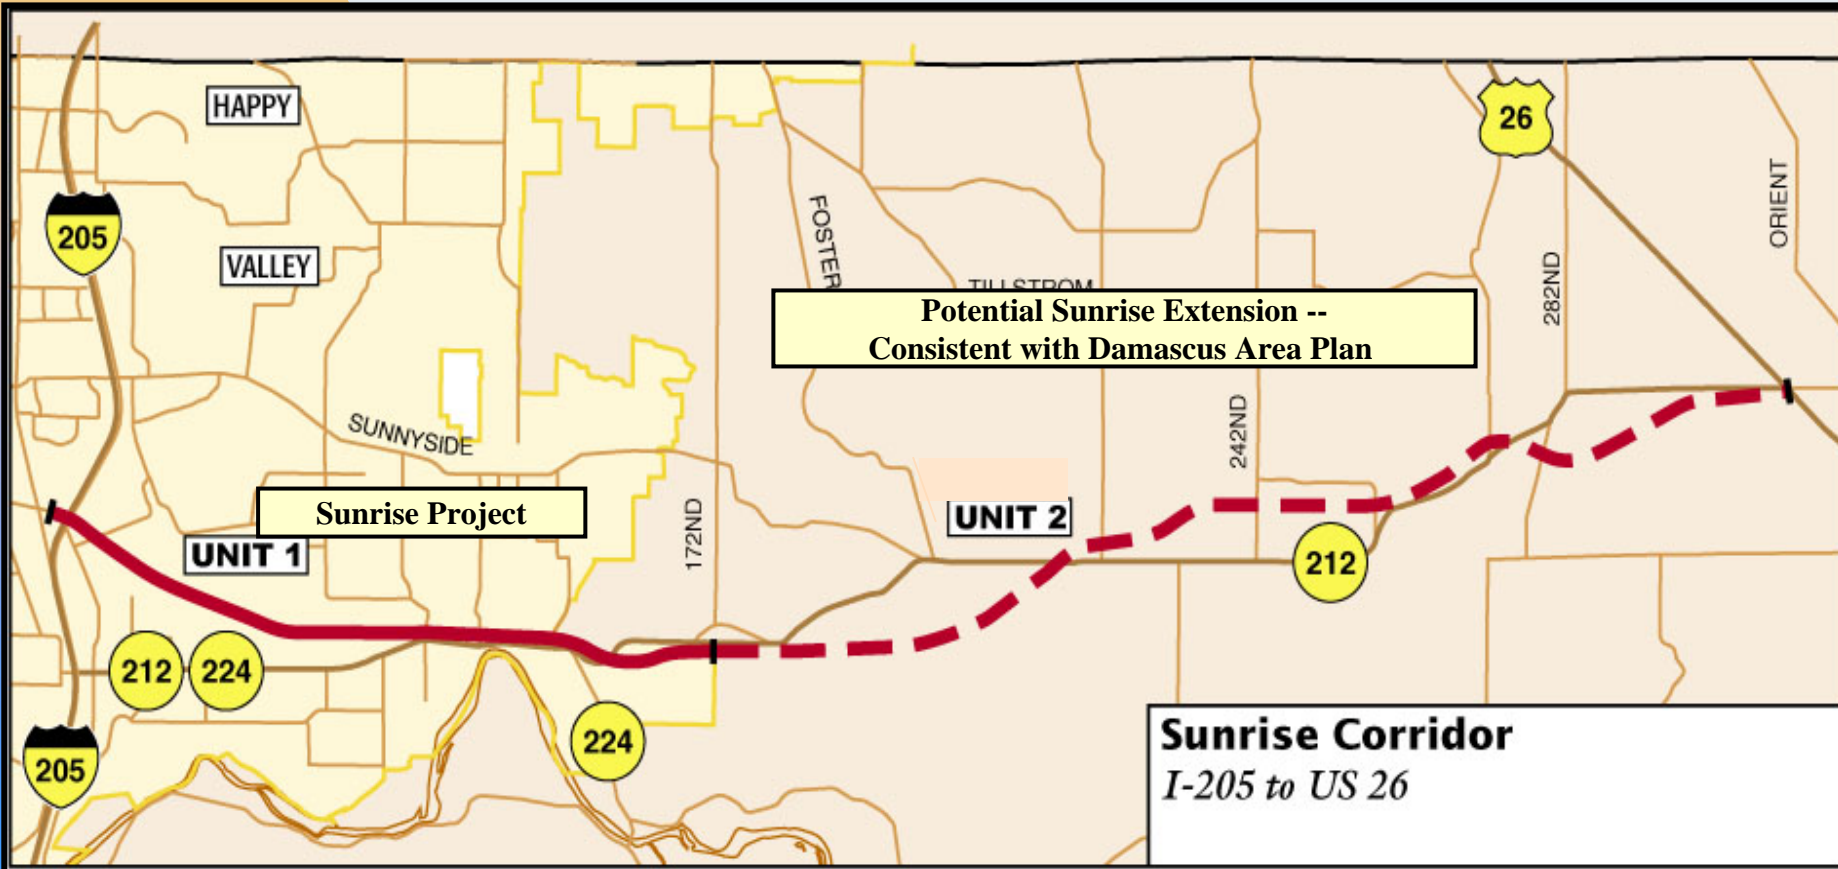 HAPPY
26
ORIENT
205
FOSTER
VALLEY
282ND
TILLSTROM
Potential Sunrise Extension --
Consistent with Damascus Area Plan
SUNNYSIDE
242ND
Sunrise Project
172ND
UNIT 2
UNIT 1
212
212
224
224
205
Sunrise Corridor
I-205 to US 26